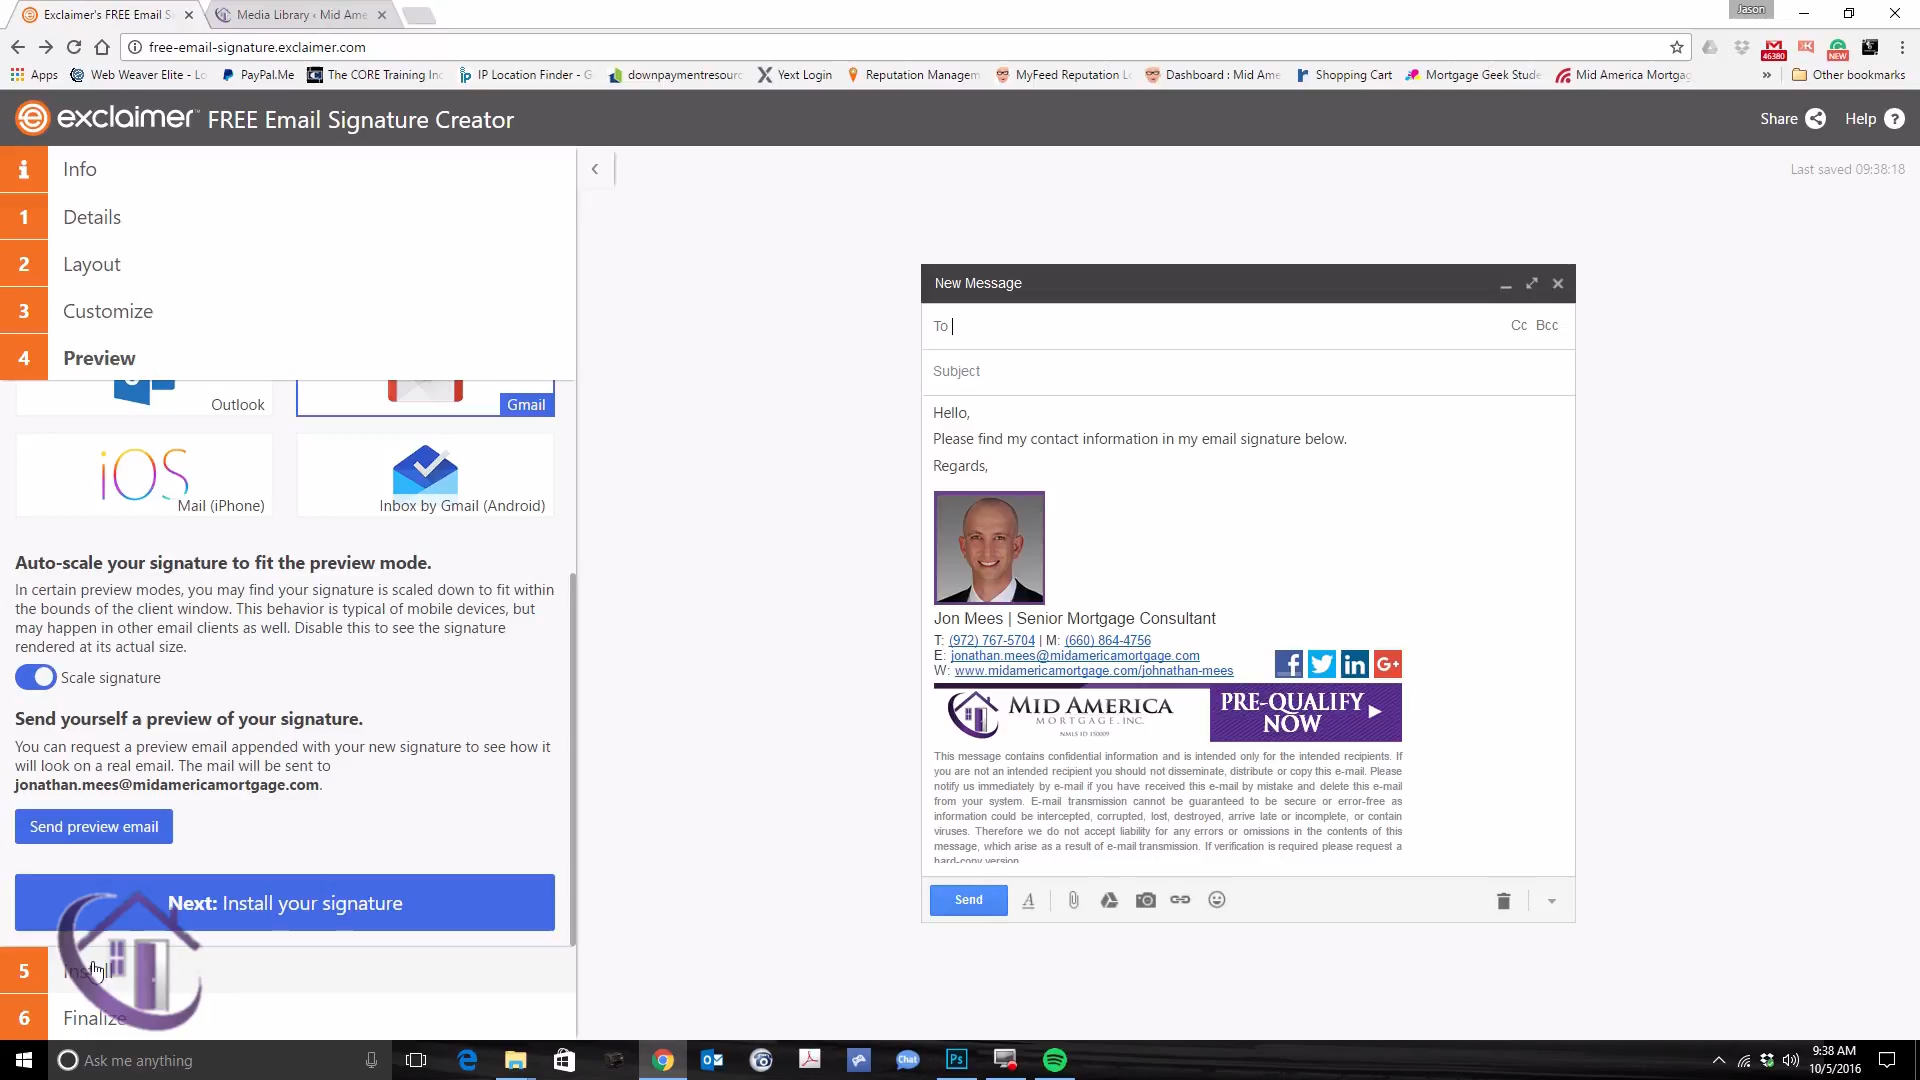 Exclaimer's FREE Email S
Media Library ‹ Mid Ame
Jason
free-email-signature.exclaimer.com
46380
NEW
Apps
Web Weaver Elite - Lo
PayPal.Me
The CORE Training Inc
IP Location Finder - G
downpaymentresour
Yext Login
Reputation Managem
MyFeed Reputation Lo
Dashboard : Mid Ame
Shopping Cart
Mortgage Geek Stude
Mid America Mortgag
»
Other bookmarks
exclaimer FREE Email Signature Creator
Share
Help ?
i Info
Last saved 09:38:18
1 Details
2 Layout
3 Customize
4 Preview
Outlook
Gmail
iOS
Mail (iPhone)
Inbox by Gmail (Android)
Auto-scale your signature to fit the preview mode.
In certain preview modes, you may find your signature is scaled down to fit within
the bounds of the client window. This behavior is typical of mobile devices, but
may happen in other email clients as well. Disable this to see the signature
rendered at its actual size.
Scale signature
Send yourself a preview of your signature.
You can request a preview email appended with your new signature to see how it
will look on a real email. The mail will be sent to
jonathan.mees@midamericamortgage.com.
Send preview email
Next: Install your signature
5 Install
6 Finalize
New Message
To
Cc Bcc
Subject
Hello,
Please find my contact information in my email signature below.
Regards,
Jon Mees | Senior Mortgage Consultant
T: (972) 767-5704 | M: (660) 864-4756
E: jonathan.mees@midamericamortgage.com
W: www.midamericamortgage.com/johnathan-mees
f
in
G+
MID AMERICA
MORTGAGE, INC.
NMLS ID 150009
PRE-QUALIFY
NOW
This message contains confidential information and is intended only for the intended recipients. If
you are not an intended recipient you should not disseminate, distribute or copy this e-mail. Please
notify us immediately by e-mail if you have received this e-mail by mistake and delete this e-mail
from your system. E-mail transmission cannot be guaranteed to be secure or error-free as
information could be intercepted, corrupted, lost, destroyed, arrive late or incomplete, or contain
viruses. Therefore we do not accept liability for any errors or omissions in the contents of this
message, which arise as a result of e-mail transmission. If verification is required please request a
hard-copy version.
Send
A
Ask me anything
Chat
Ps
9:38 AM
10/5/2016